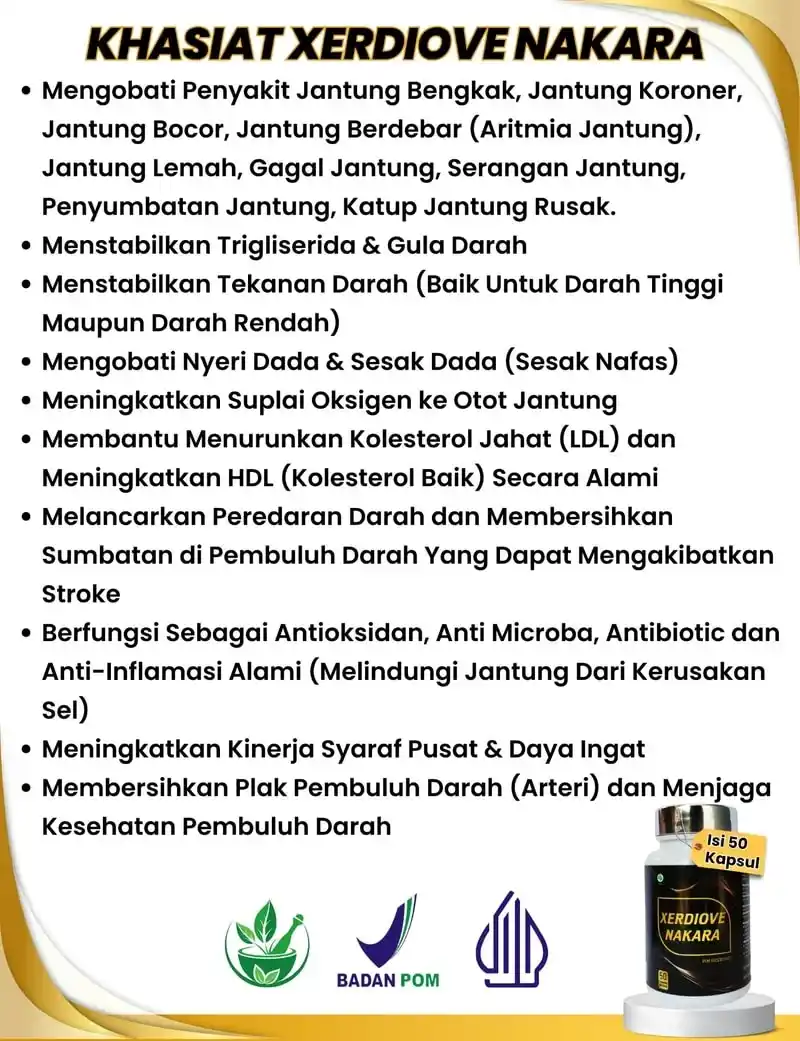 KHASIAT XERDIOVE NAKARA
• Mengobati Penyakit Jantung Bengkak, Jantung Koroner,
Jantung Bocor, Jantung Berdebar (Aritmia Jantung),
Jantung Lemah, Gagal Jantung, Serangan Jantung,
Penyumbatan Jantung, Katup Jantung Rusak.
• Menstabilkan Trigliserida & Gula Darah
• Menstabilkan Tekanan Darah (Baik Untuk Darah Tinggi
Maupun Darah Rendah)
• Mengobati Nyeri Dada & Sesak Dada (Sesak Nafas)
• Meningkatkan Suplai Oksigen ke Otot Jantung
• Membantu Menurunkan Kolesterol Jahat (LDL) dan
Meningkatkan HDL (Kolesterol Baik) Secara Alami
• Melancarkan Peredaran Darah dan Membersihkan
Sumbatan di Pembuluh Darah Yang Dapat Mengakibatkan
Stroke
• Berfungsi Sebagai Antioksidan, Anti Microba, Antibiotic dan
Anti-Inflamasi Alami (Melindungi Jantung Dari Kerusakan
Sel)
• Meningkatkan Kinerja Syaraf Pusat & Daya Ingat
• Membersihkan Plak Pembuluh Darah (Arteri) dan Menjaga
Kesehatan Pembuluh Darah
Isi 50
Kapsul
XERDIOVE
NAKARA
50
BADAN POM